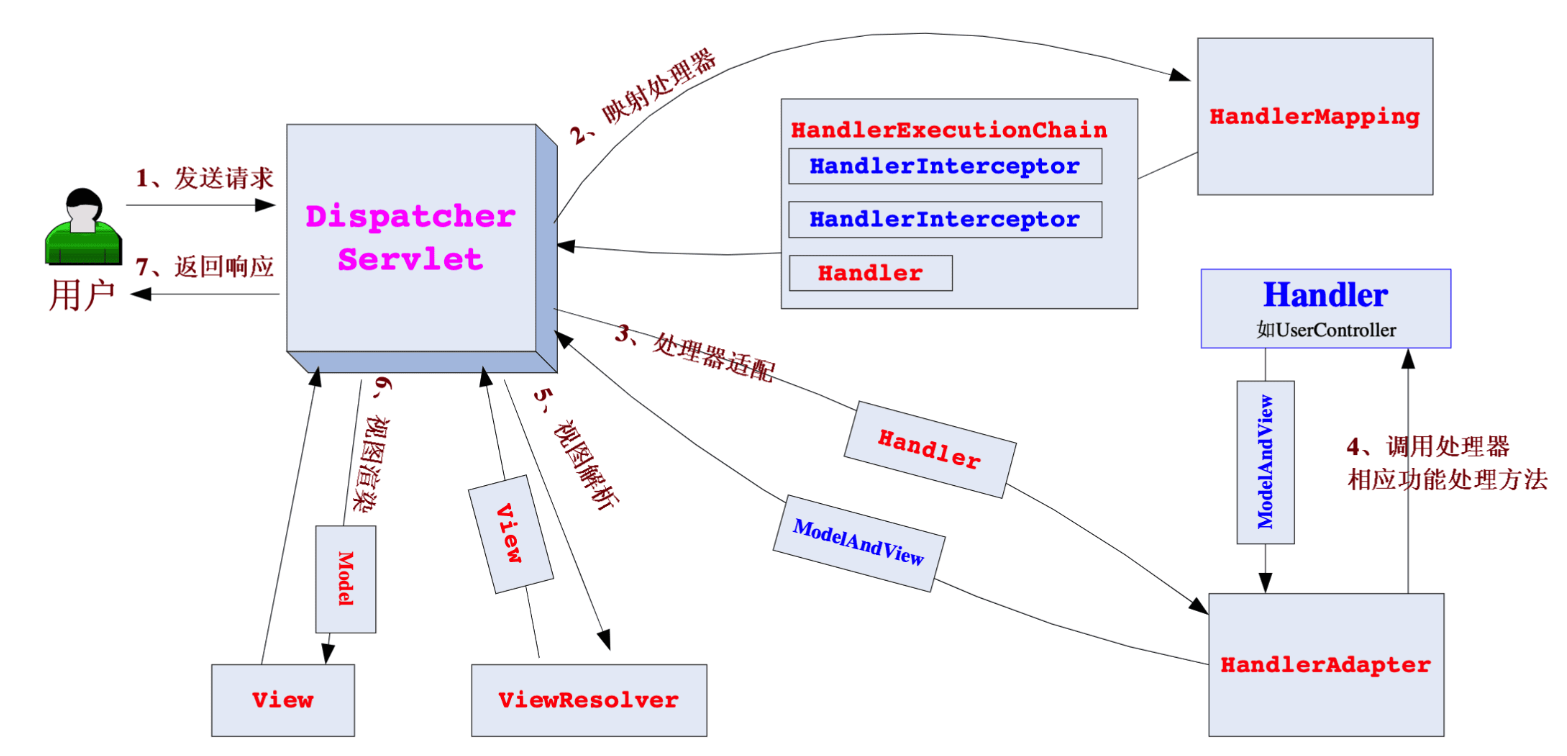 1、发送请求
7、返回响应
用户
Dispatcher
Servlet
2、映射处理器
HandlerMapping
HandlerExecutionChain
HandlerInterceptor
HandlerInterceptor
Handler
3、处理器适配
Handler
Handler
如UserController
ModelAndView
4、调用处理器
相应功能处理方法
ModelAndView
HandlerAdapter
5、视图解析
View
ViewResolver
6、视图渲染
Model
View